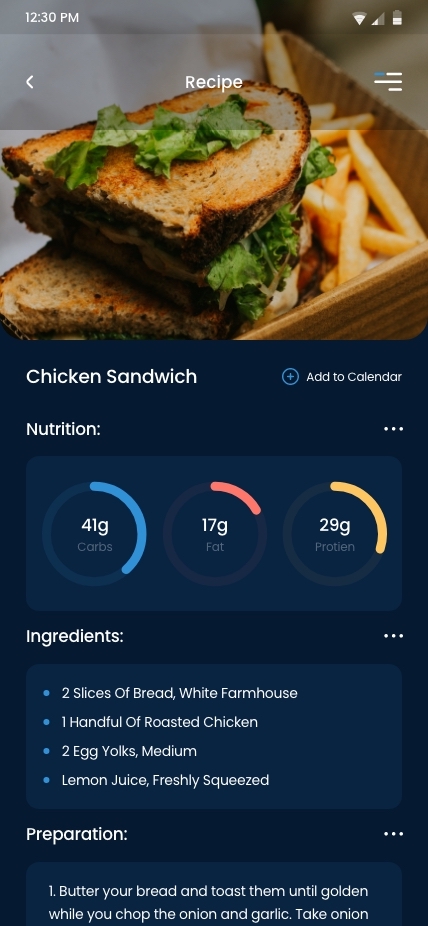 12:30 PM
Recipe
Chicken Sandwich
Add to Calendar
Nutrition:
41g
17g
29g
Carbs
Fat
Protien
Ingredients:
2 Slices Of Bread, White Farmhouse
1 Handful Of Roasted Chicken
2 Egg Yolks, Medium
Lemon Juice, Freshly Squeezed
Preparation:
1. Butter your bread and toast them until golden
while you chop the onion and garlic. Take onion